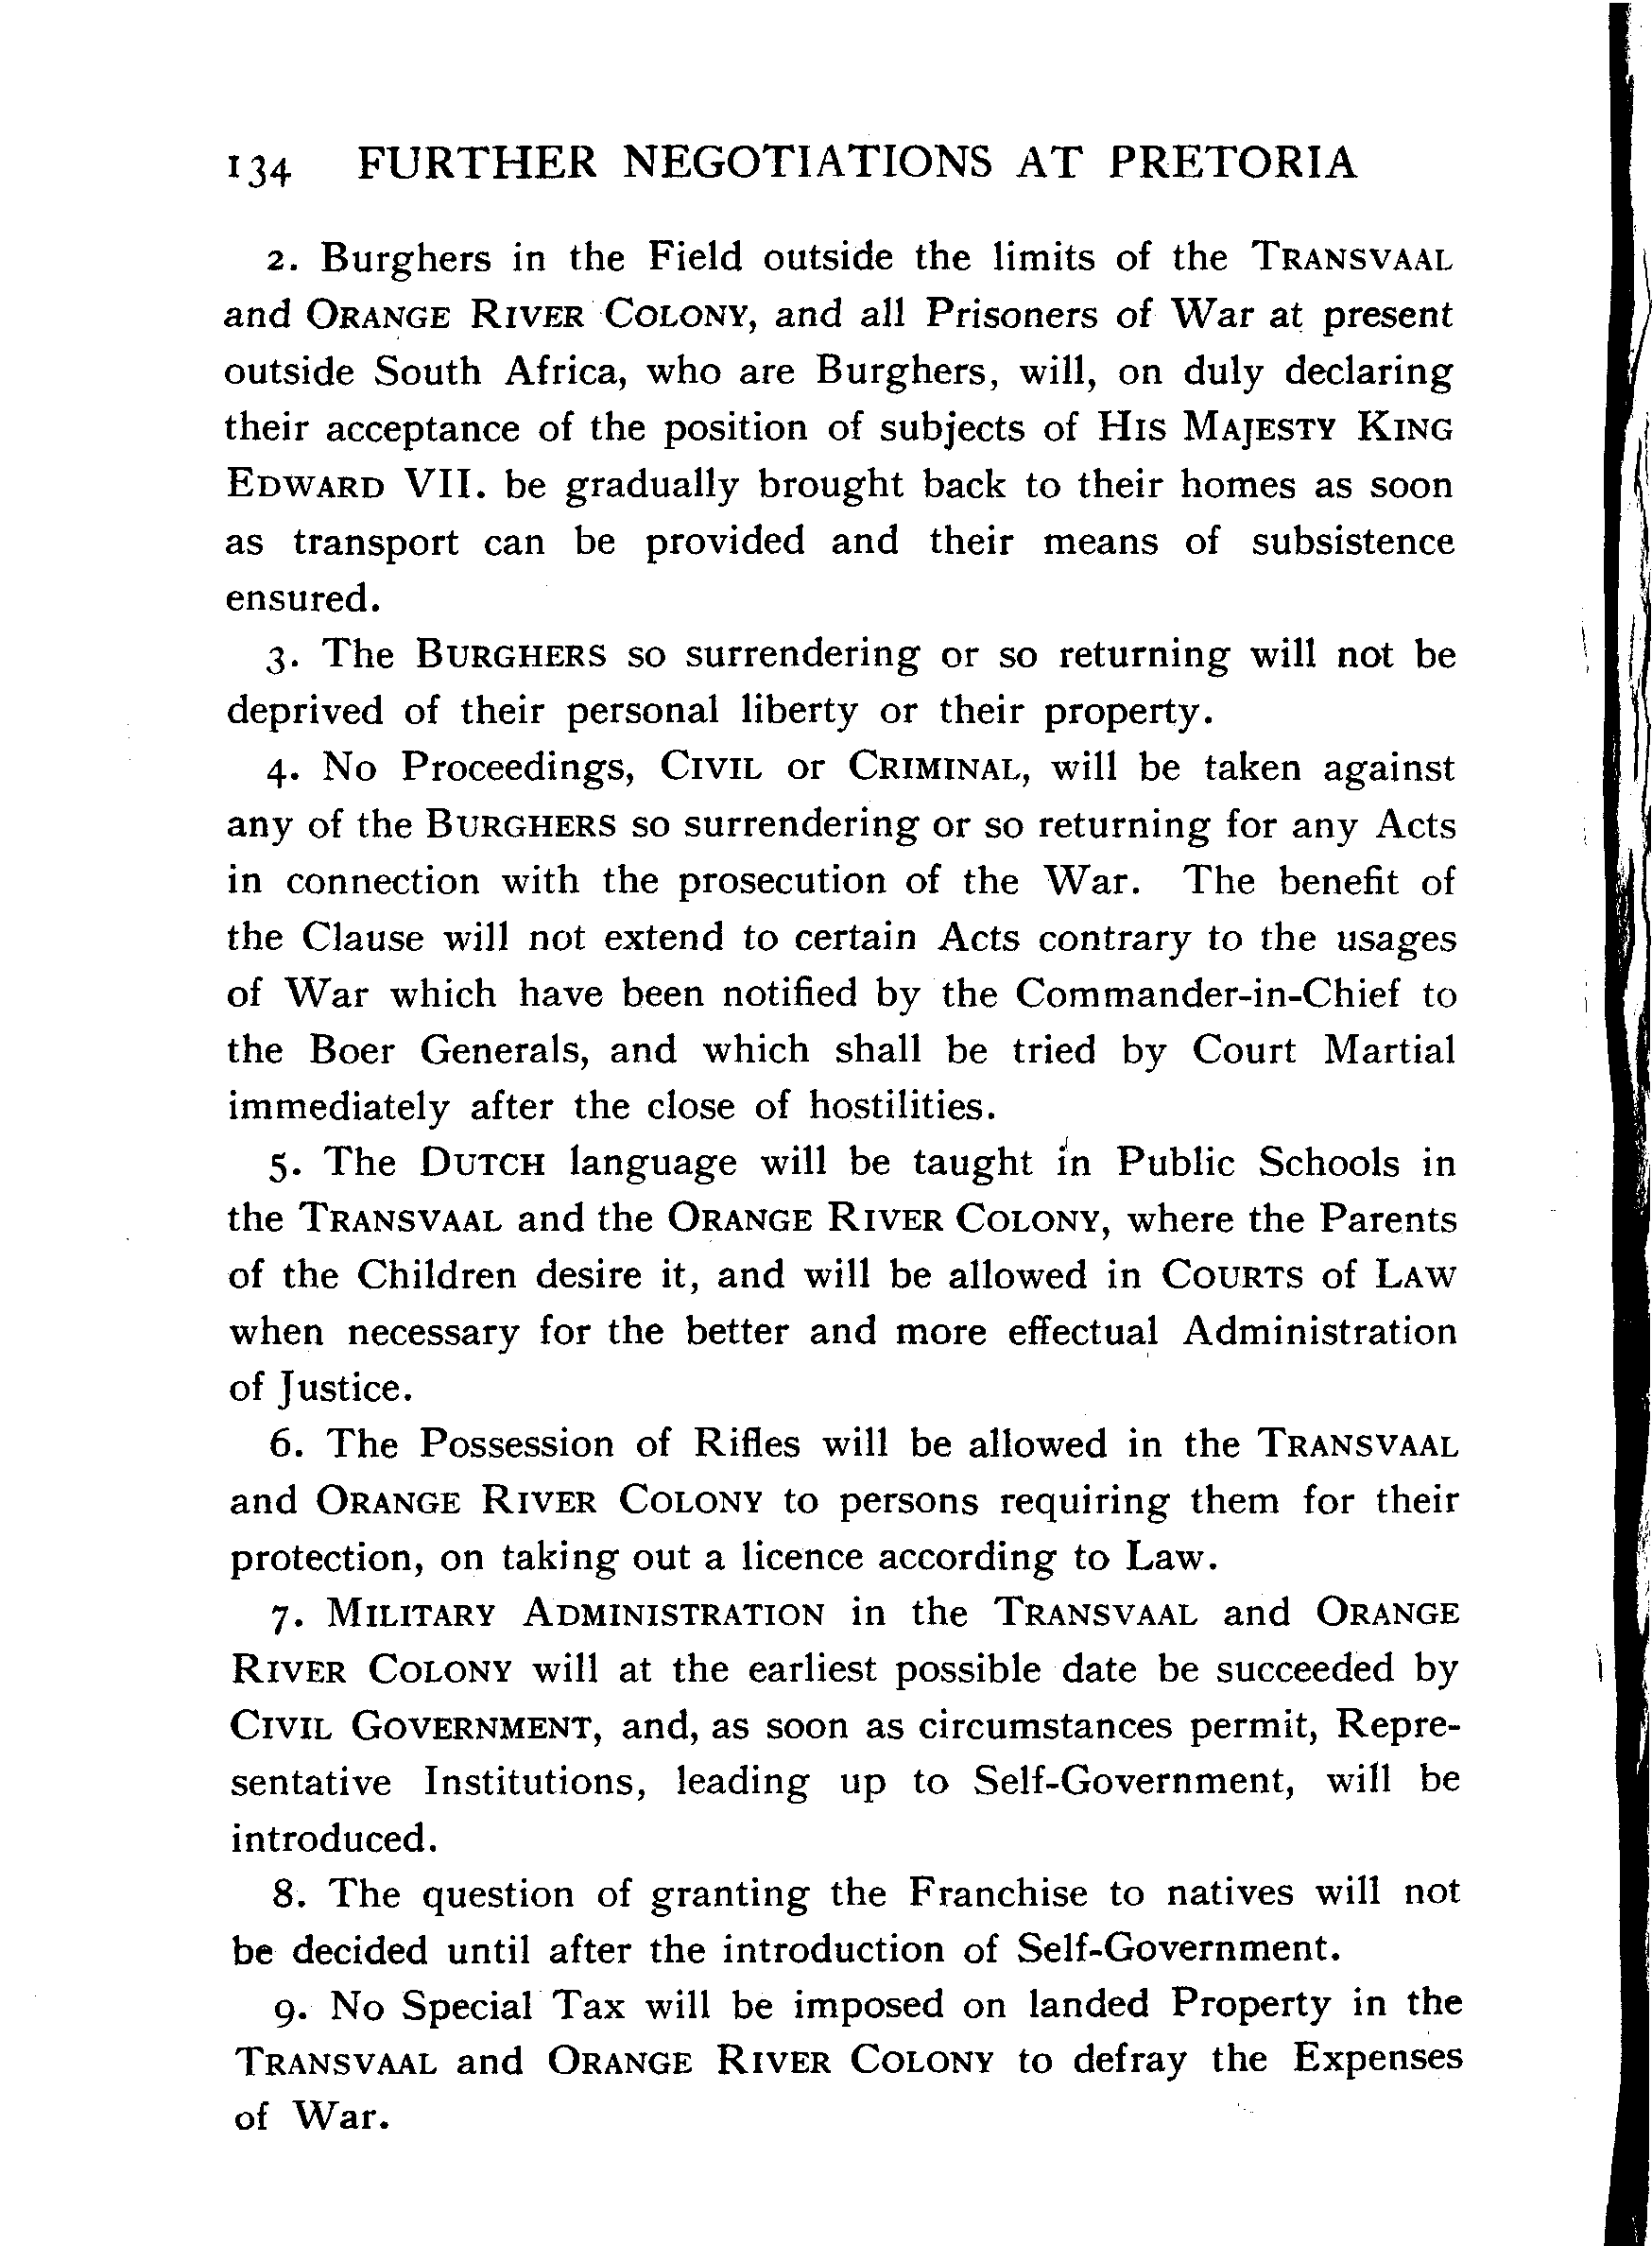 134 FURTHER NEGOTIATIONS AT PRETORIA
2. Burghers in the Field outside the limits of the TRANSVAAL
and ORANGE RIVER COLONY, and all Prisoners of War at present
outside South Africa, who are Burghers, will, on duly declaring
their acceptance of the position of subjects of HIS MAJESTY KING
EDWARD VII. be gradually brought back to their homes as soon
as transport can be provided and their means of subsistence
ensured.
3. The BURGHERS so surrendering or so returning will not be
deprived of their personal liberty or their property.
4. No Proceedings, CIVIL or CRIMINAL, will be taken against
any of the BURGHERS so surrendering or so returning for any Acts
in connection with the prosecution of the War. The benefit of
the Clause will not extend to certain Acts contrary to the usages
of War which have been notified by the Commander-in-Chief to
the Boer Generals, and which shall be tried by Court Martial
immediately after the close of hostilities.
5. The DUTCH language will be taught in Public Schools in
the TRANSVAAL and the ORANGE RIVER COLONY, where the Parents
of the Children desire it, and will be allowed in COURTS of LAW
when necessary for the better and more effectual Administration
of Justice.
6. The Possession of Rifles will be allowed in the TRANSVAAL
and ORANGE RIVER COLONY to persons requiring them for their
protection, on taking out a licence according to Law.
7. MILITARY ADMINISTRATION in the TRANSVAAL and ORANGE
RIVER COLONY will at the earliest possible date be succeeded by
CIVIL GOVERNMENT, and, as soon as circumstances permit, Repre-
sentative Institutions, leading up to Self-Government, will be
introduced.
8. The question of granting the Franchise to natives will not
be decided until after the introduction of Self-Government.
9. No Special Tax will be imposed on landed Property in the
TRANSVAAL and ORANGE RIVER COLONY to defray the Expenses
of War.